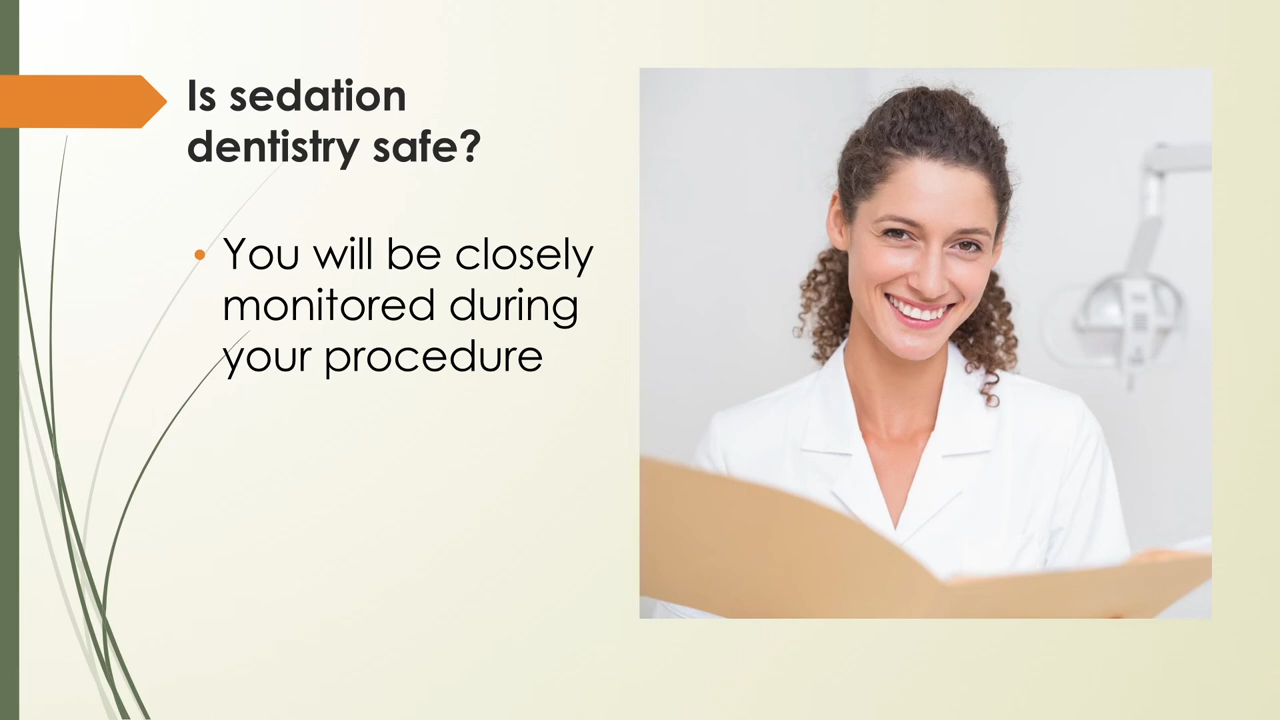 Is sedation
dentistry safe?
• You will be closely
monitored during
your procedure